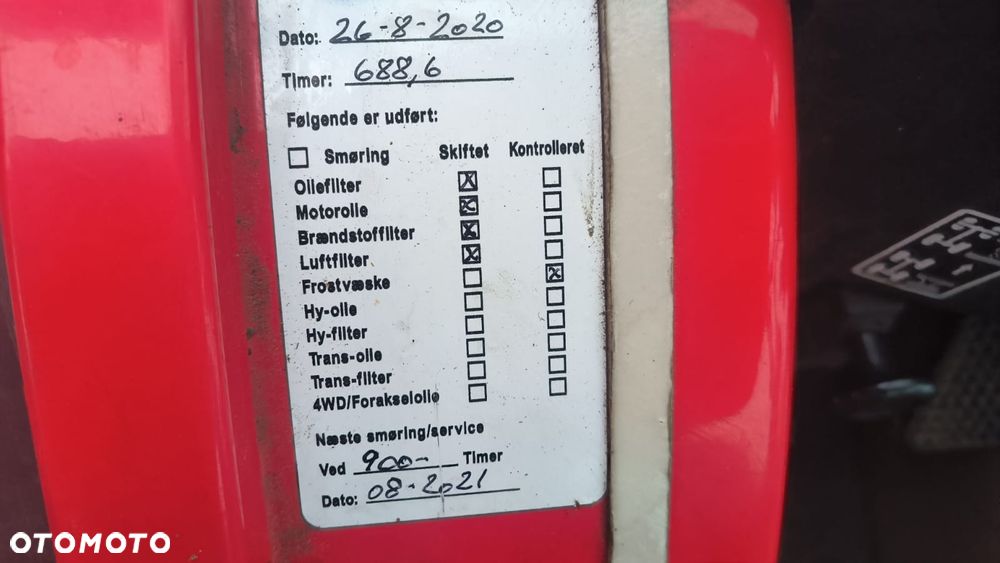 Dato: 26-8-2020
Timer: 688,6
Følgende er udført:
Smøring Skiftet Kontrolleret
Oliefilter
Motorolie
Brændstoffilter
Luftfilter
Frostvæske
Hy-olie
Hy-filter
Trans-olie
Trans-filter
4WD/Forakselolie
Næste smøring/service
Ved 900- Timer
Dato: 08-2021
OTOMOTO